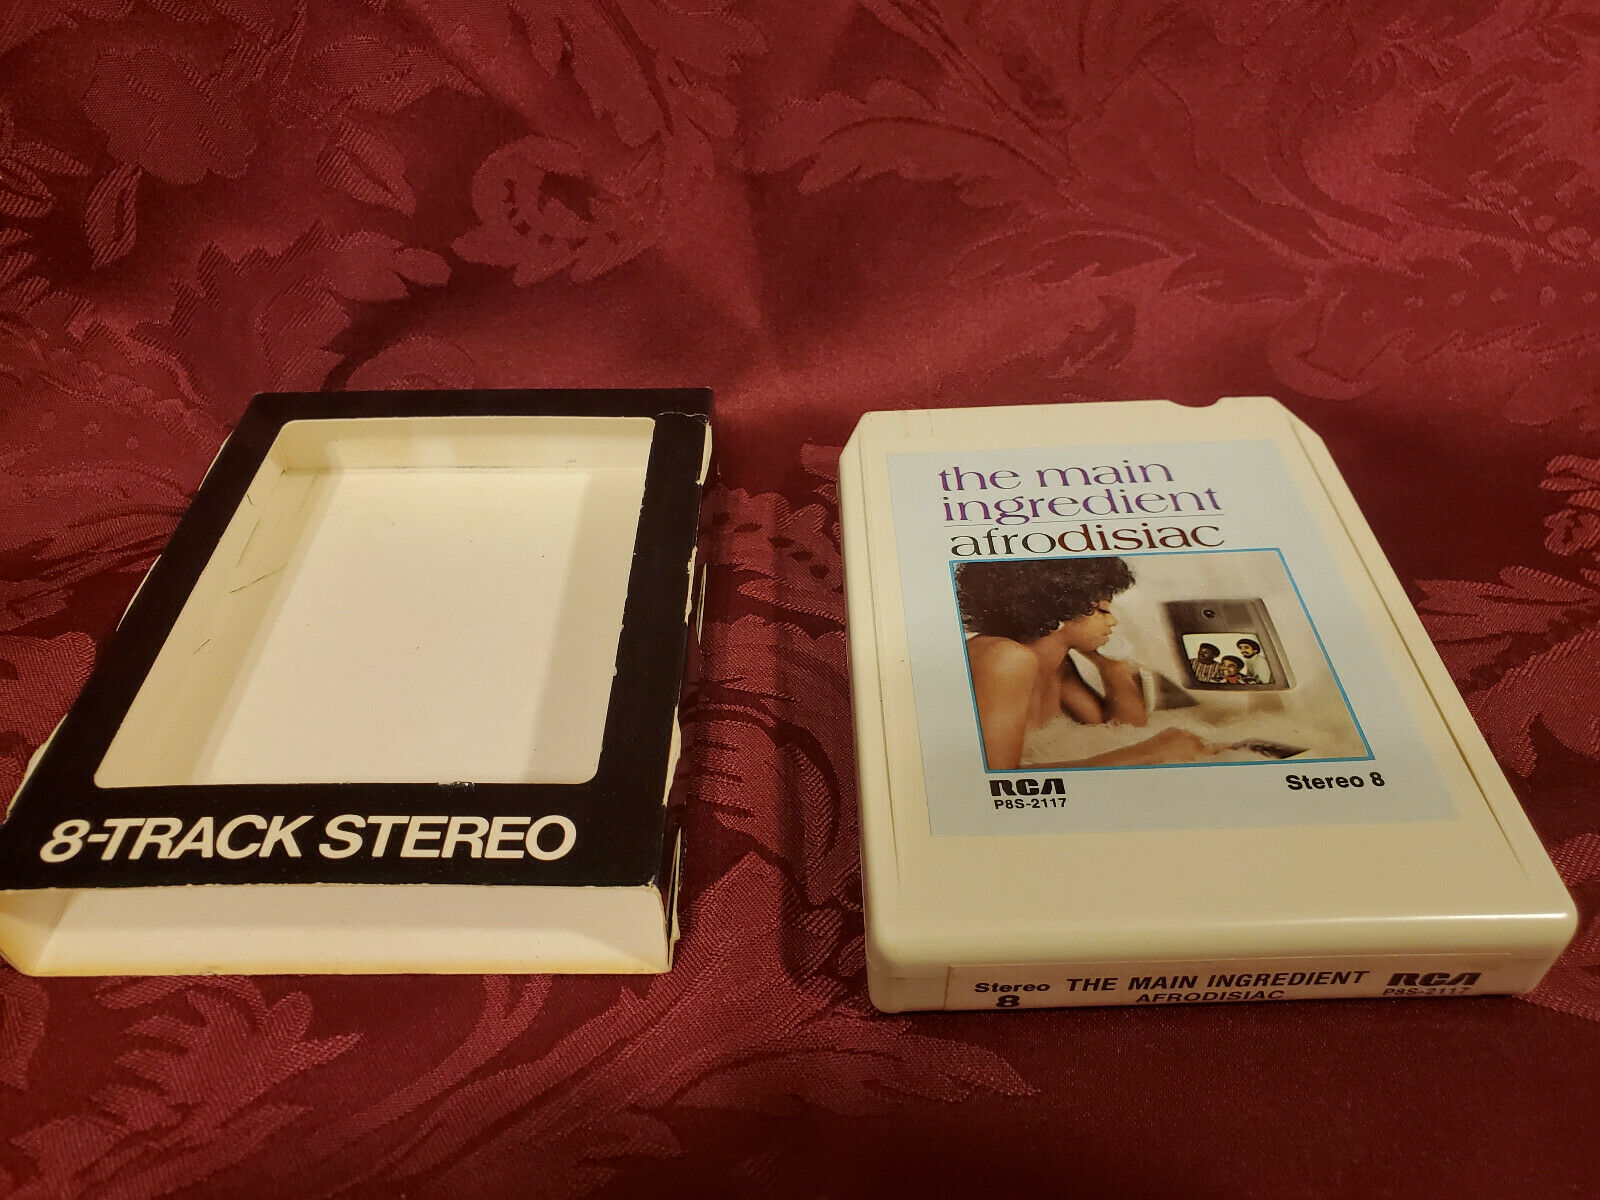 8-TRACK STEREO
the main
ingredient
afrodisiac
RCA
P8S-2117
Stereo 8
Stereo
8
THE MAIN INGREDIENT
AFRODISIAC
RCA
P8S-2117